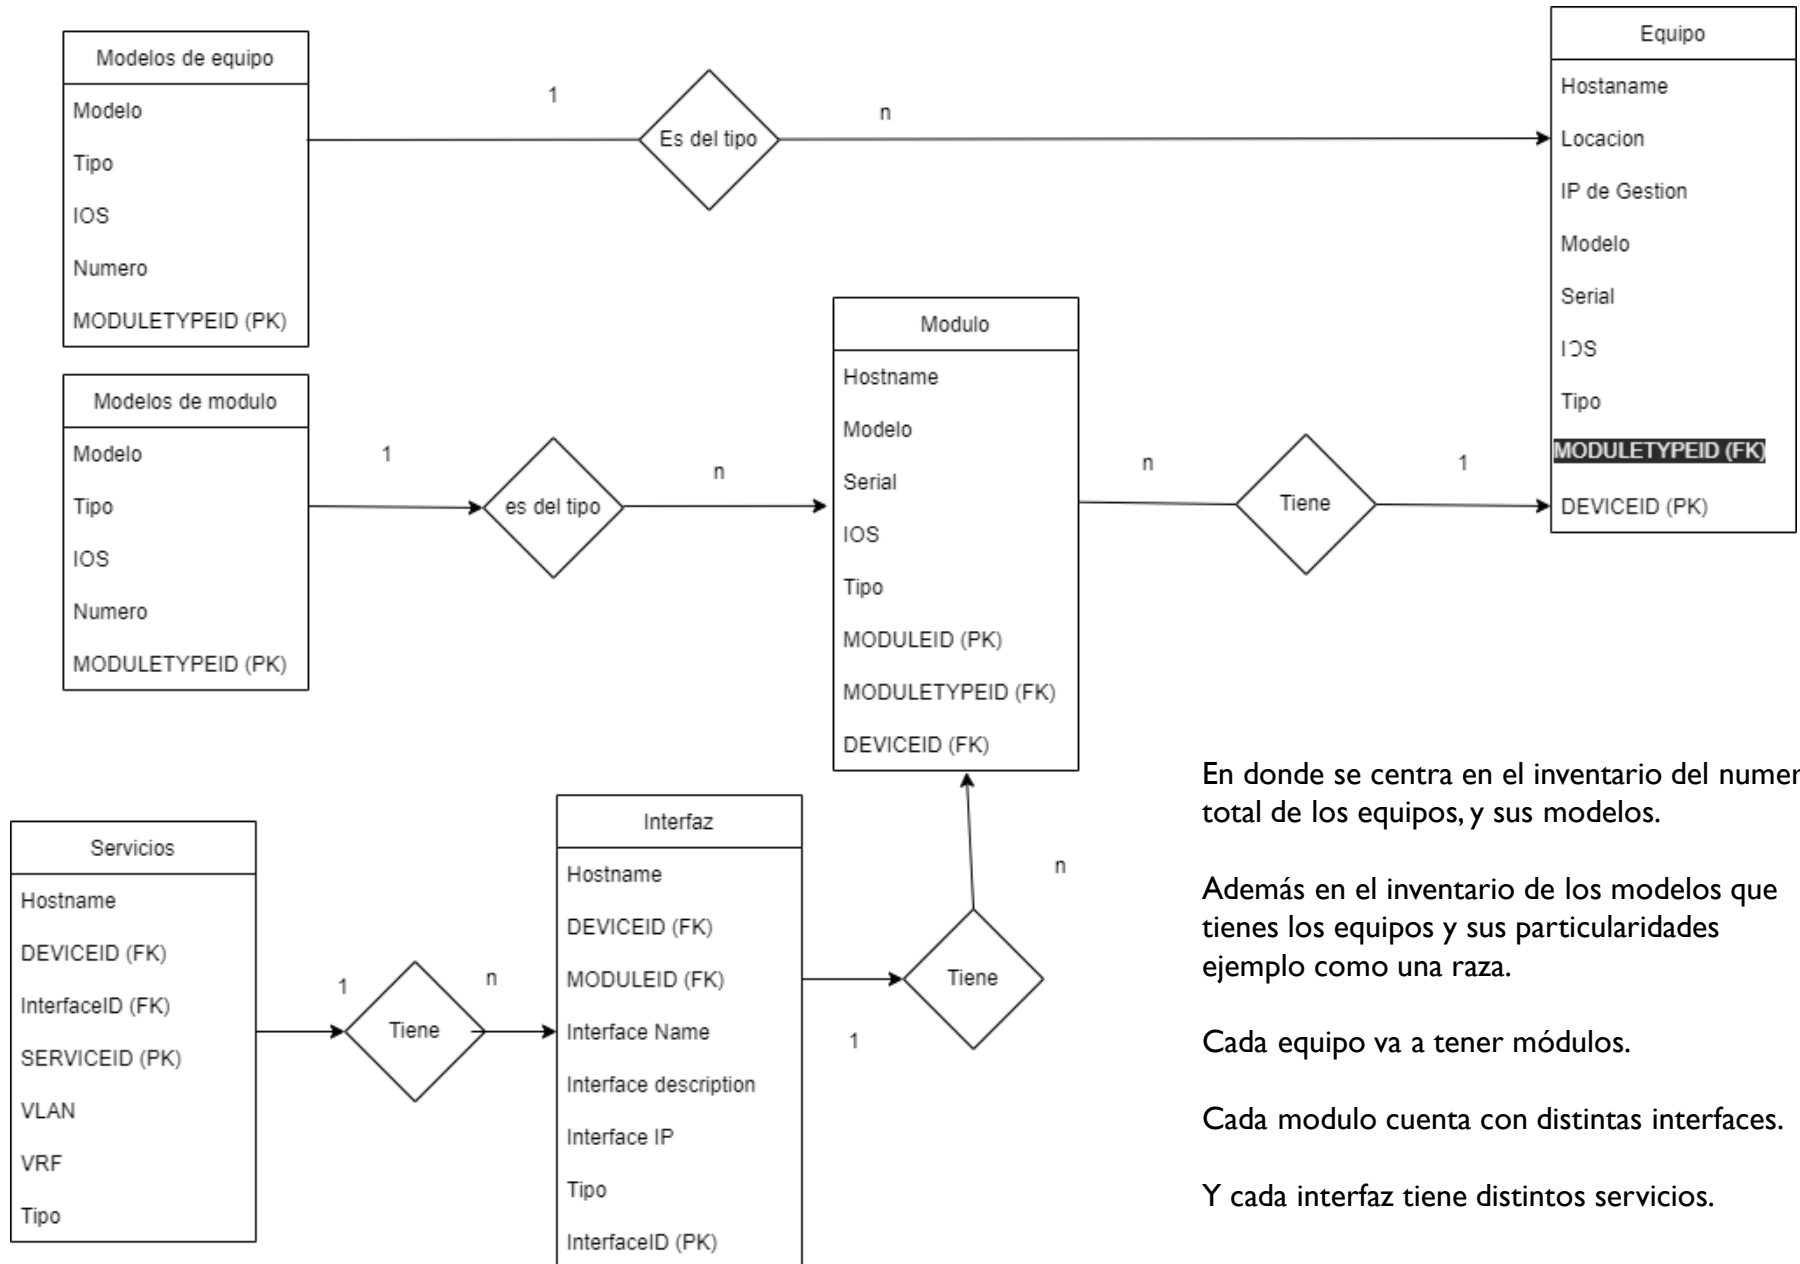 Modelos de equipo
Modelo
Tipo
IOS
Numero
MODULETYPEID (PK)
1
Es del tipo
n
Equipo
Hostaname
Locacion
IP de Gestion
Modelo
Serial
IOS
Tipo
MODULETYPEID (FK)
DEVICEID (PK)
Modelos de modulo
Modelo
Tipo
IOS
Numero
MODULETYPEID (PK)
1
es del tipo
n
Modulo
Hostname
Modelo
Serial
IOS
Tipo
MODULEID (PK)
MODULETYPEID (FK)
DEVICEID (FK)
n
Tiene
1
Servicios
Hostname
DEVICEID (FK)
InterfaceID (FK)
SERVICEID (PK)
VLAN
VRF
Tipo
1
Tiene
n
Interfaz
Hostname
DEVICEID (FK)
MODULEID (FK)
Interface Name
Interface description
Interface IP
Tipo
InterfaceID (PK)
1
Tiene
n
En donde se centra en el inventario del numer
total de los equipos, y sus modelos.
Además en el inventario de los modelos que
tienes los equipos y sus particularidades
ejemplo como una raza.
Cada equipo va a tener módulos.
Cada modulo cuenta con distintas interfaces.
Y cada interfaz tiene distintos servicios.